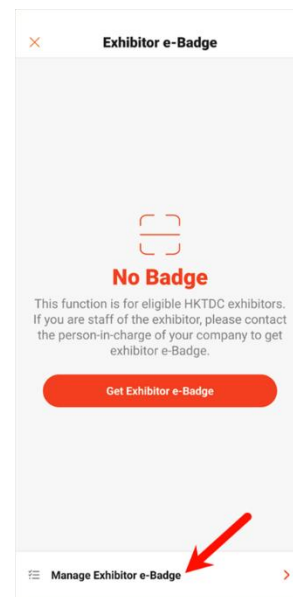 Exhibitor e-Badge
No Badge
This function is for eligible HKTDC exhibitors.
If you are staff of the exhibitor, please contact
the person-in-charge of your company to get
exhibitor e-Badge.
Get Exhibitor e-Badge
Manage Exhibitor e-Badge